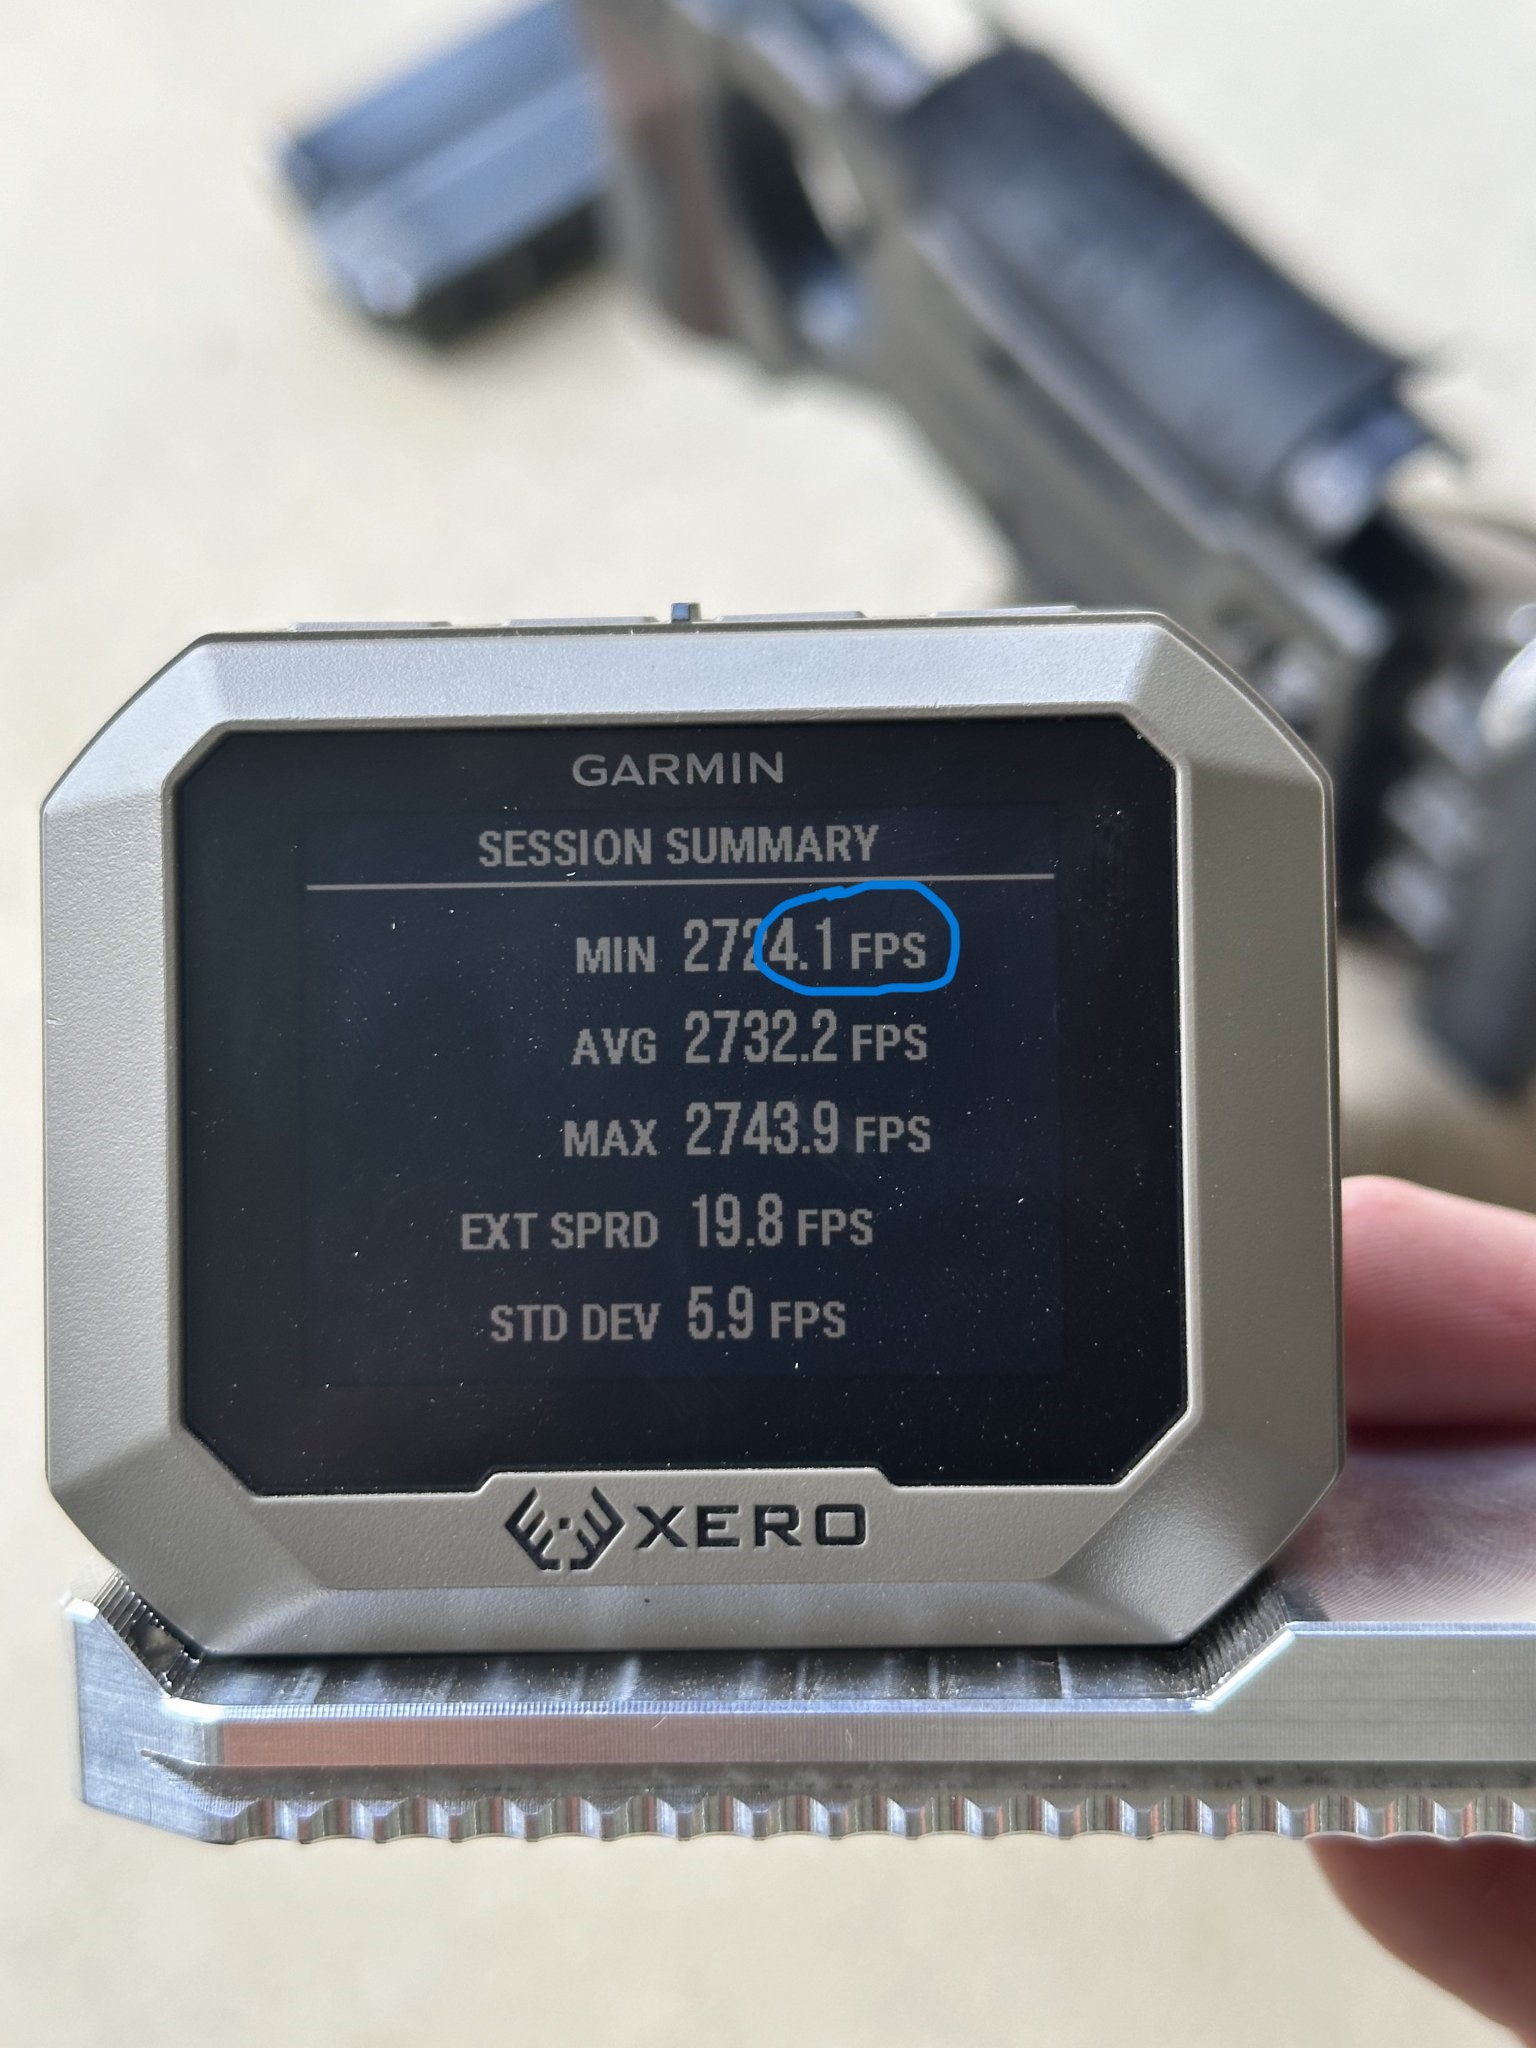 GARMIN
SESSION SUMMARY
MIN 2724.1 FPS
AVG 2732.2 FPS
MAX 2743.9 FPS
EXT SPRD 19.8 FPS
STD DEV 5.9 FPS
XERO